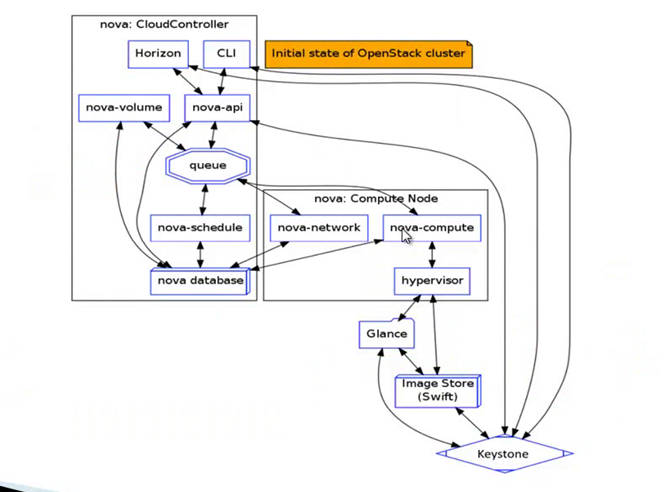 nova: CloudController
Horizon
CLI
Initial state of OpenStack cluster
nova-volume
nova-api
queue
nova: Compute Node
nova-schedule
nova-network
nova-compute
nova database
hypervisor
Glance
Image Store
(Swift)
Keystone